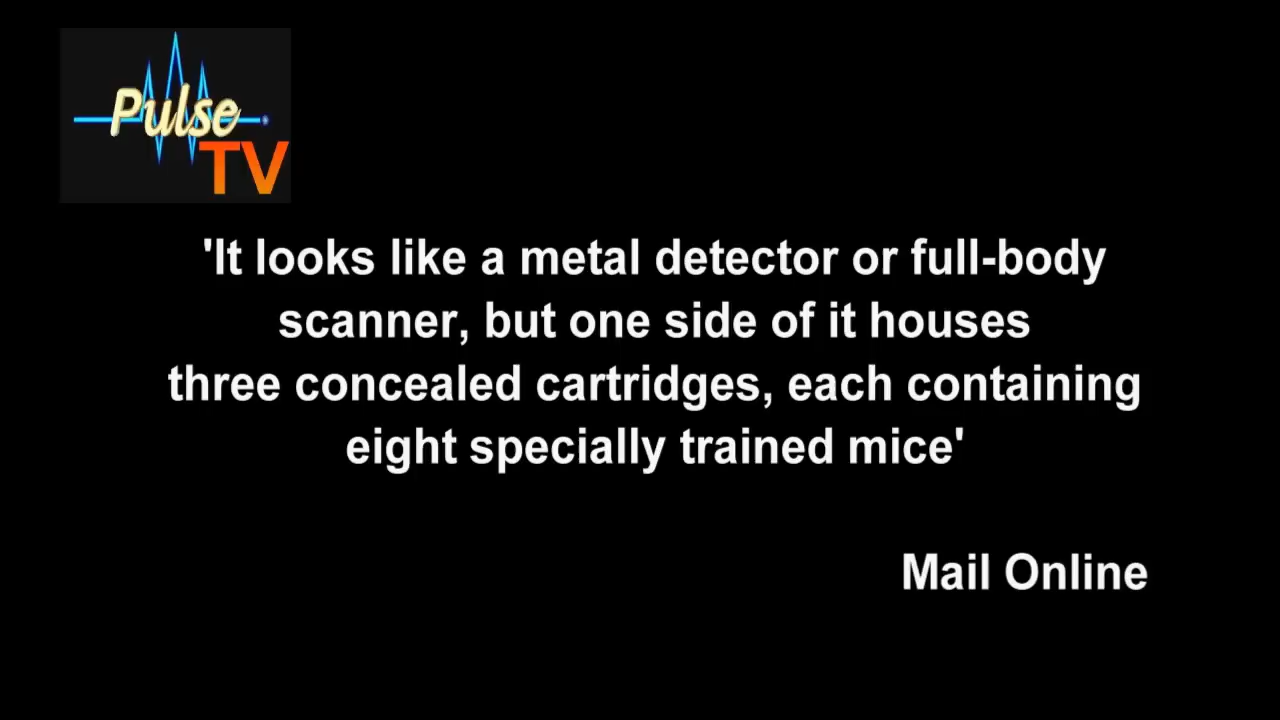 Pulse
TV
'It looks like a metal detector or full-body
scanner, but one side of it houses
three concealed cartridges, each containing
eight specially trained mice'
Mail Online